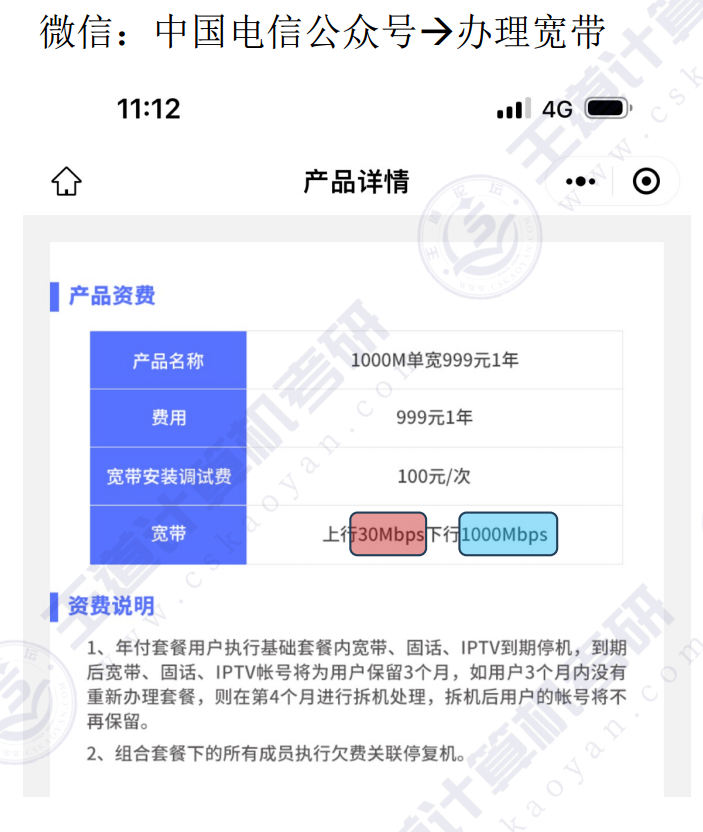 微信：中国电信公众号→办理宽带
11:12
4G
产品详情
产品资费
产品名称 1000M单宽999元1年
费用 999元1年
宽带安装调试费 100元/次
宽带 上行30Mbps下行1000Mbps
资费说明
1、年付套餐用户执行基础套餐内宽带、固话、IPTV到期停机，到期
后宽带、固话、IPTV帐号将为用户保留3个月，如用户3个月内没有
重新办理套餐，则在第4个月进行拆机处理，拆机后用户的帐号将不
再保留。
2、组合套餐下的所有成员执行欠费关联停复机。
王道计算机考研
www.cskaoyan.com